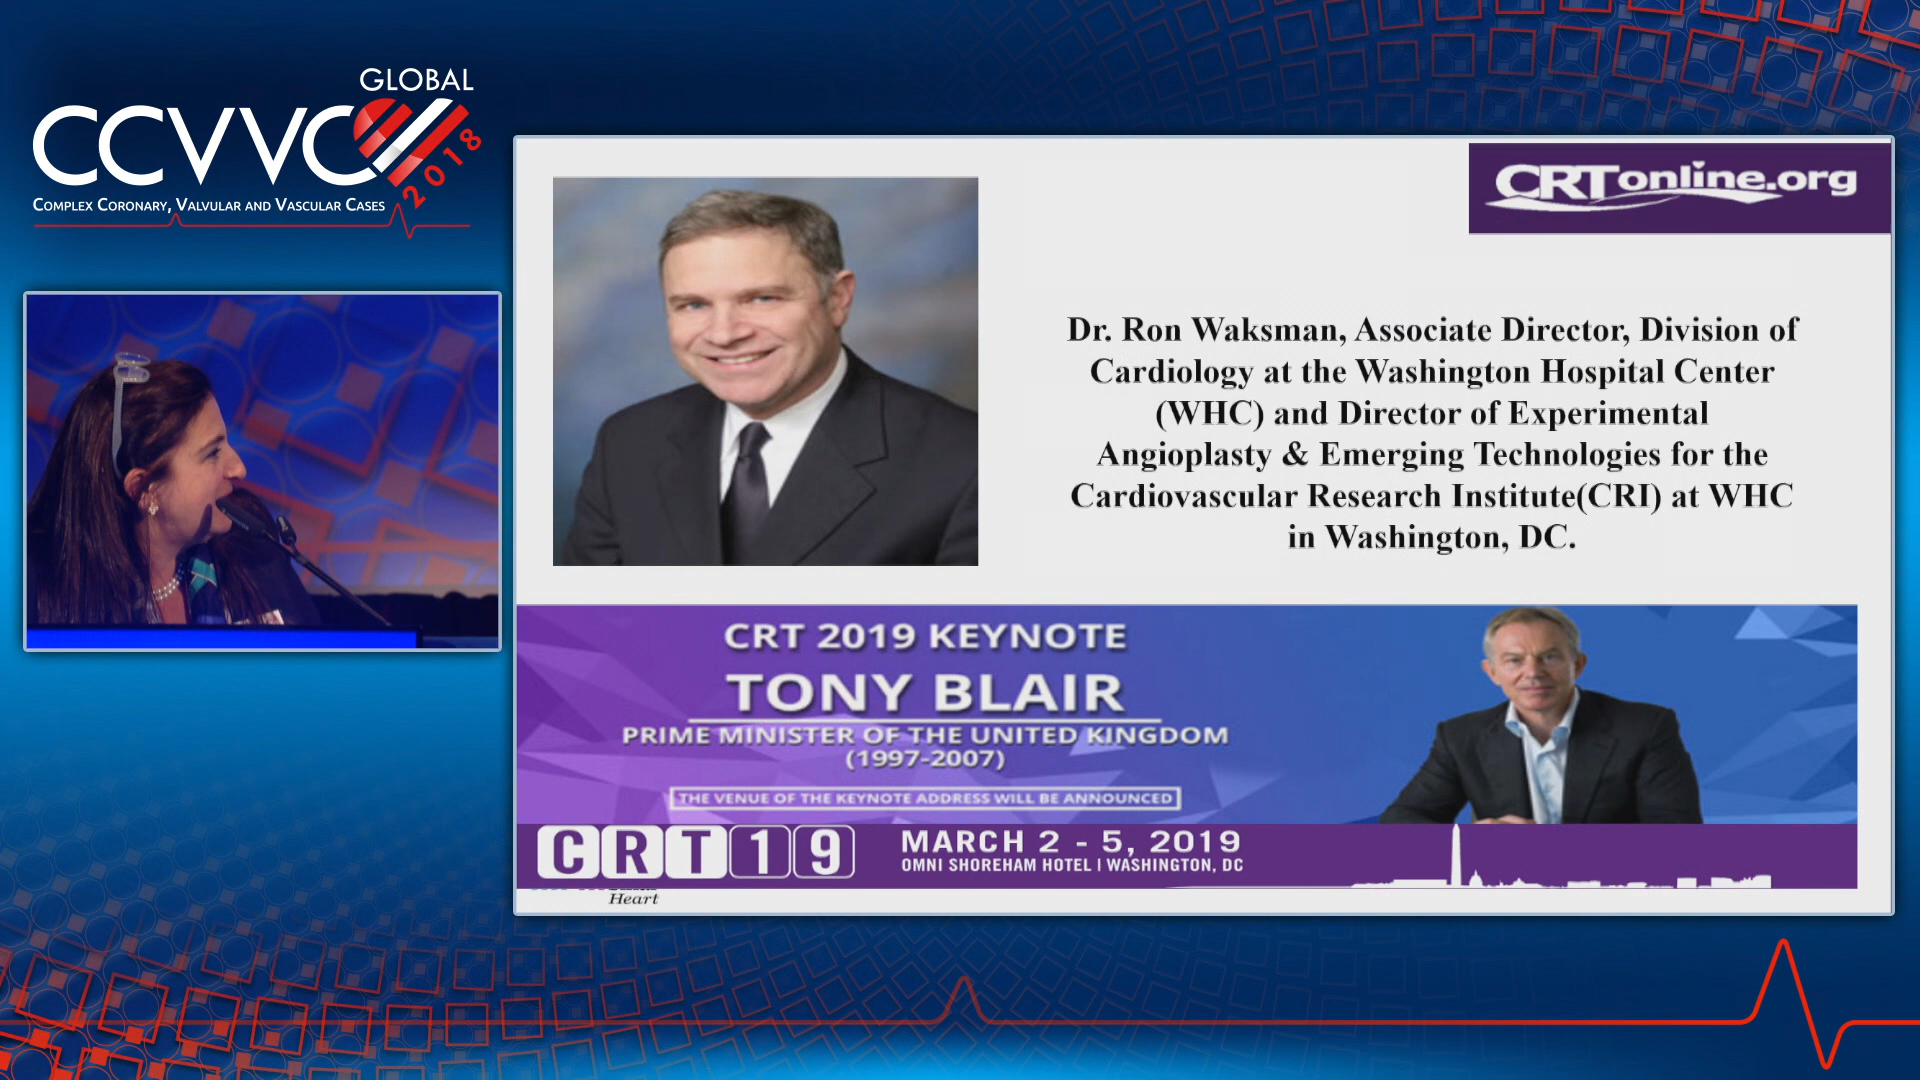 GLOBAL
CCVVC
2018
COMPLEX CORONARY, VALVULAR AND VASCULAR CASES
CRTonline.org
Dr. Ron Waksman, Associate Director, Division of
Cardiology at the Washington Hospital Center
(WHC) and Director of Experimental
Angioplasty & Emerging Technologies for the
Cardiovascular Research Institute(CRI) at WHC
in Washington, DC.
CRT 2019 KEYNOTE
TONY BLAIR
PRIME MINISTER OF THE UNITED KINGDOM
(1997-2007)
THE VENUE OF THE KEYNOTE ADDRESS WILL BE ANNOUNCED
CRT19
MARCH 2 - 5, 2019
OMNI SHOREHAM HOTEL | WASHINGTON, DC
Heart